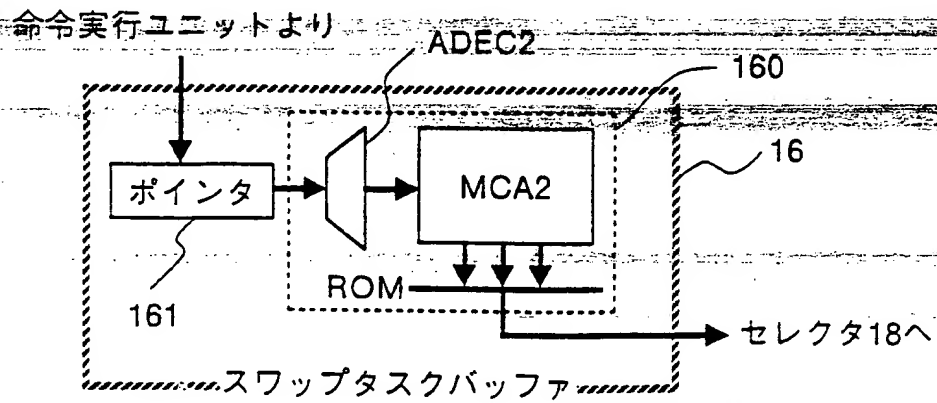 命令実行ユニットより
ADEC2
160
16
ポインタ
MCA2
ROM
161
セレクタ18へ
スワップタスクバッファ